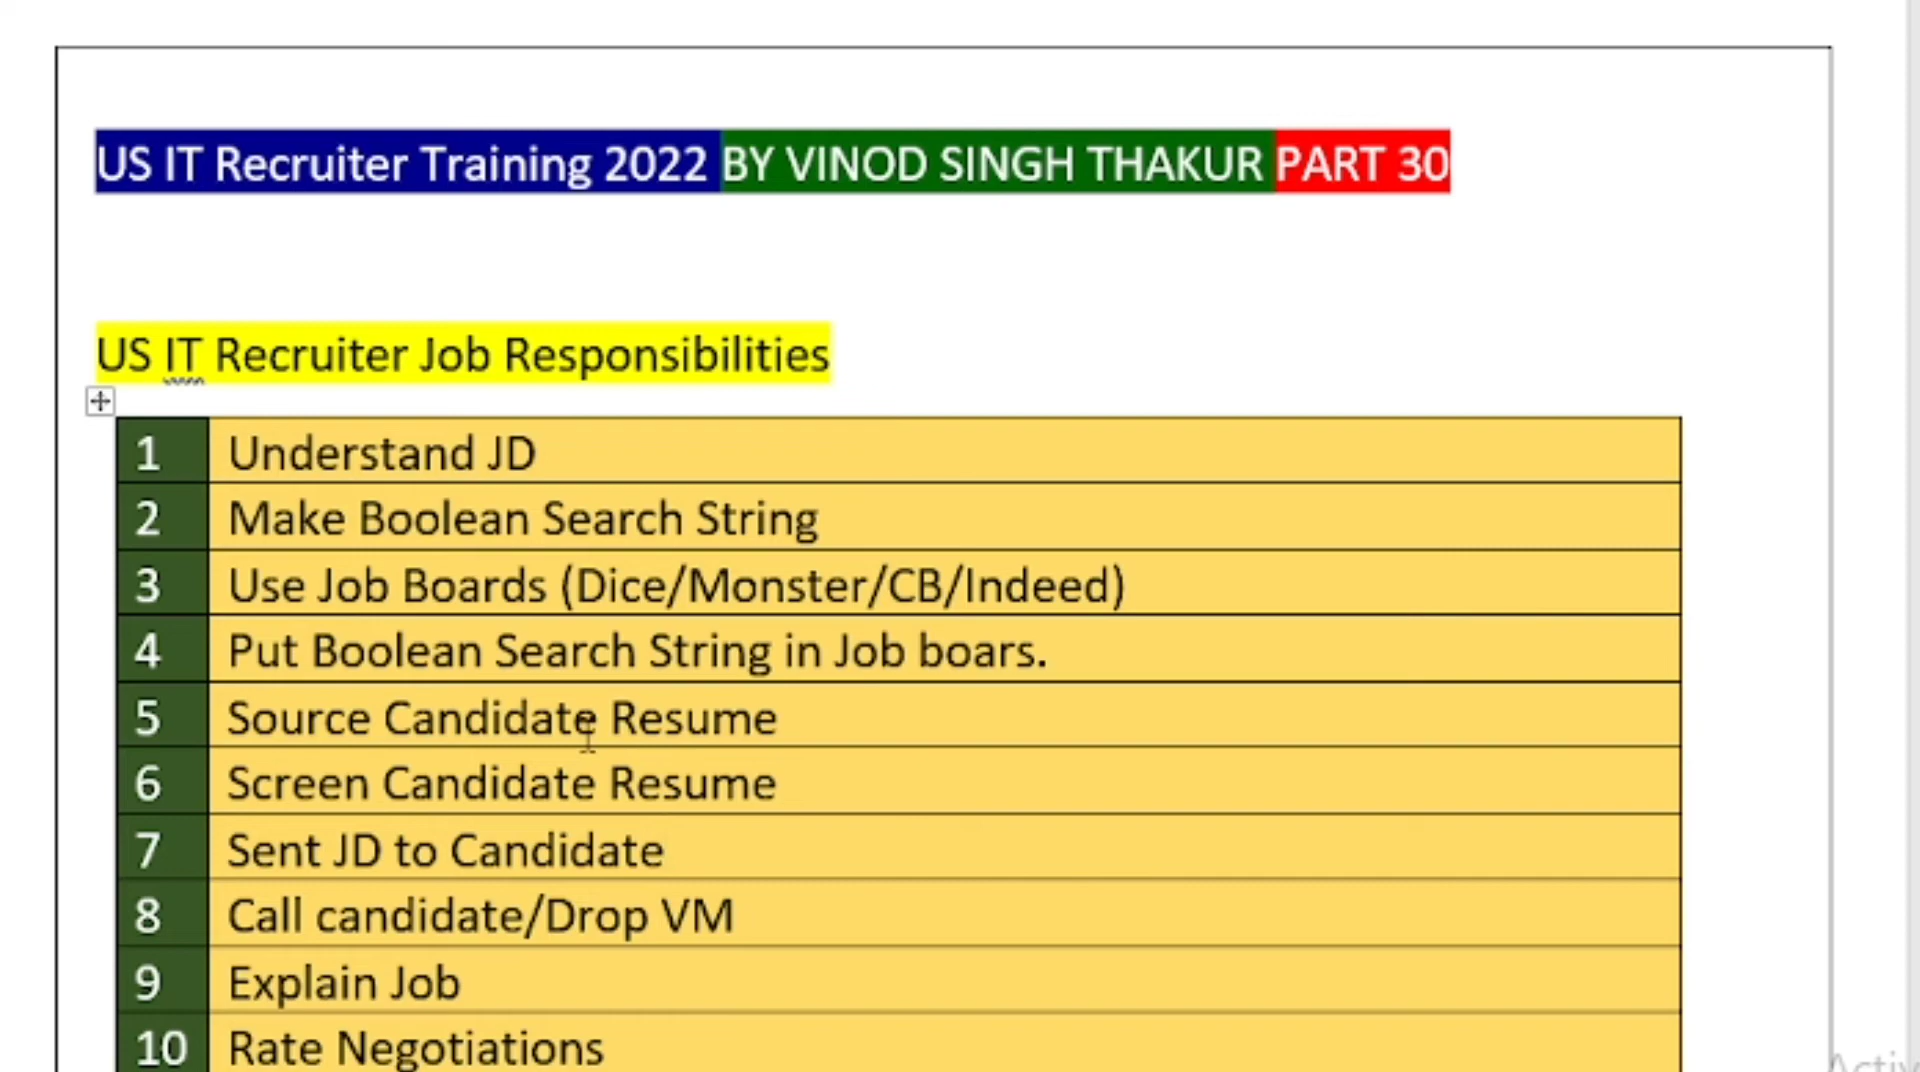 US IT Recruiter Training 2022 BY VINOD SINGH THAKUR PART 30
US IT Recruiter Job Responsibilities
1 Understand JD
2 Make Boolean Search String
3 Use Job Boards (Dice/Monster/CB/Indeed)
4 Put Boolean Search String in Job boars.
5 Source Candidate Resume
6 Screen Candidate Resume
7 Sent JD to Candidate
8 Call candidate/Drop VM
9 Explain Job
10 Rate Negotiations